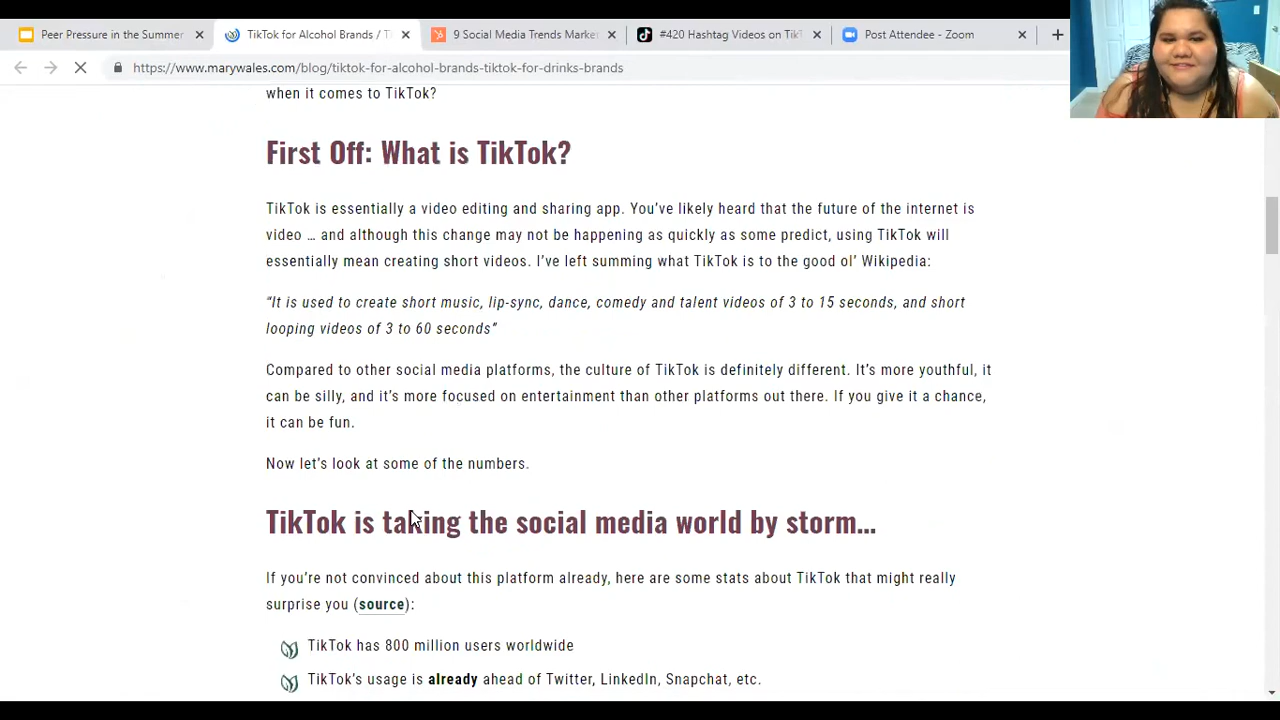 Peer Pressure in the Summer
TikTok for Alcohol Brands / Ti
9 Social Media Trends Market
#420 Hashtag Videos on TikT
Post Attendee - Zoom
https://www.marywales.com/blog/tiktok-for-alcohol-brands-tiktok-for-drinks-brands
when it comes to TikTok?
First Off: What is TikTok?
TikTok is essentially a video editing and sharing app. You've likely heard that the future of the internet is
video … and although this change may not be happening as quickly as some predict, using TikTok will
essentially mean creating short videos. I've left summing what TikTok is to the good ol' Wikipedia:
“It is used to create short music, lip-sync, dance, comedy and talent videos of 3 to 15 seconds, and short
looping videos of 3 to 60 seconds”
Compared to other social media platforms, the culture of TikTok is definitely different. It's more youthful, it
can be silly, and it's more focused on entertainment than other platforms out there. If you give it a chance,
it can be fun.
Now let's look at some of the numbers.
TikTok is taking the social media world by storm…
If you're not convinced about this platform already, here are some stats about TikTok that might really
surprise you (source):
TikTok has 800 million users worldwide
TikTok's usage is already ahead of Twitter, LinkedIn, Snapchat, etc.